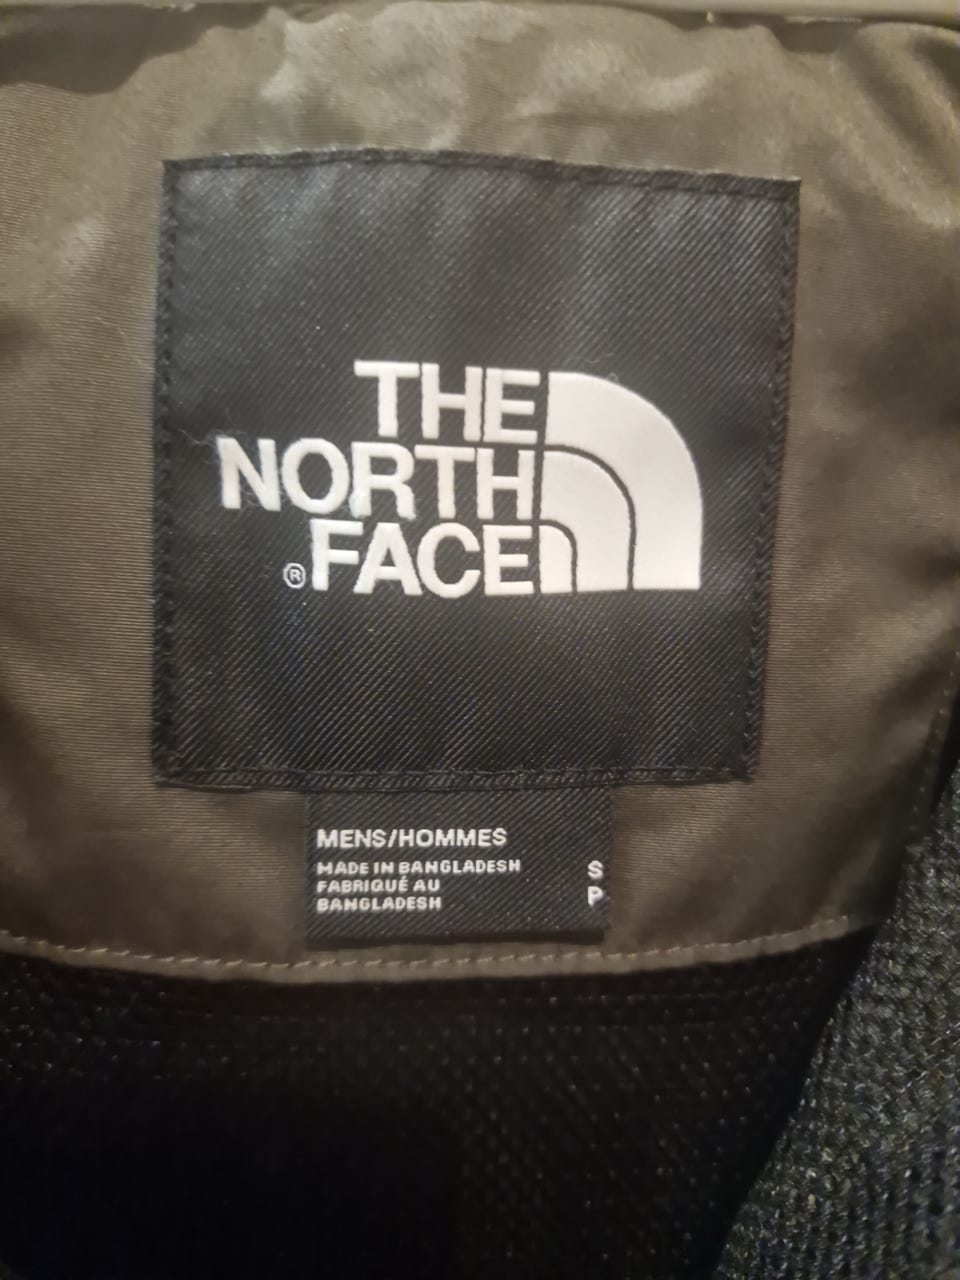 THE
NORTH
®FACE
MENS/HOMMES
MADE IN BANGLADESH S
FABRIQUÉ AU P
BANGLADESH